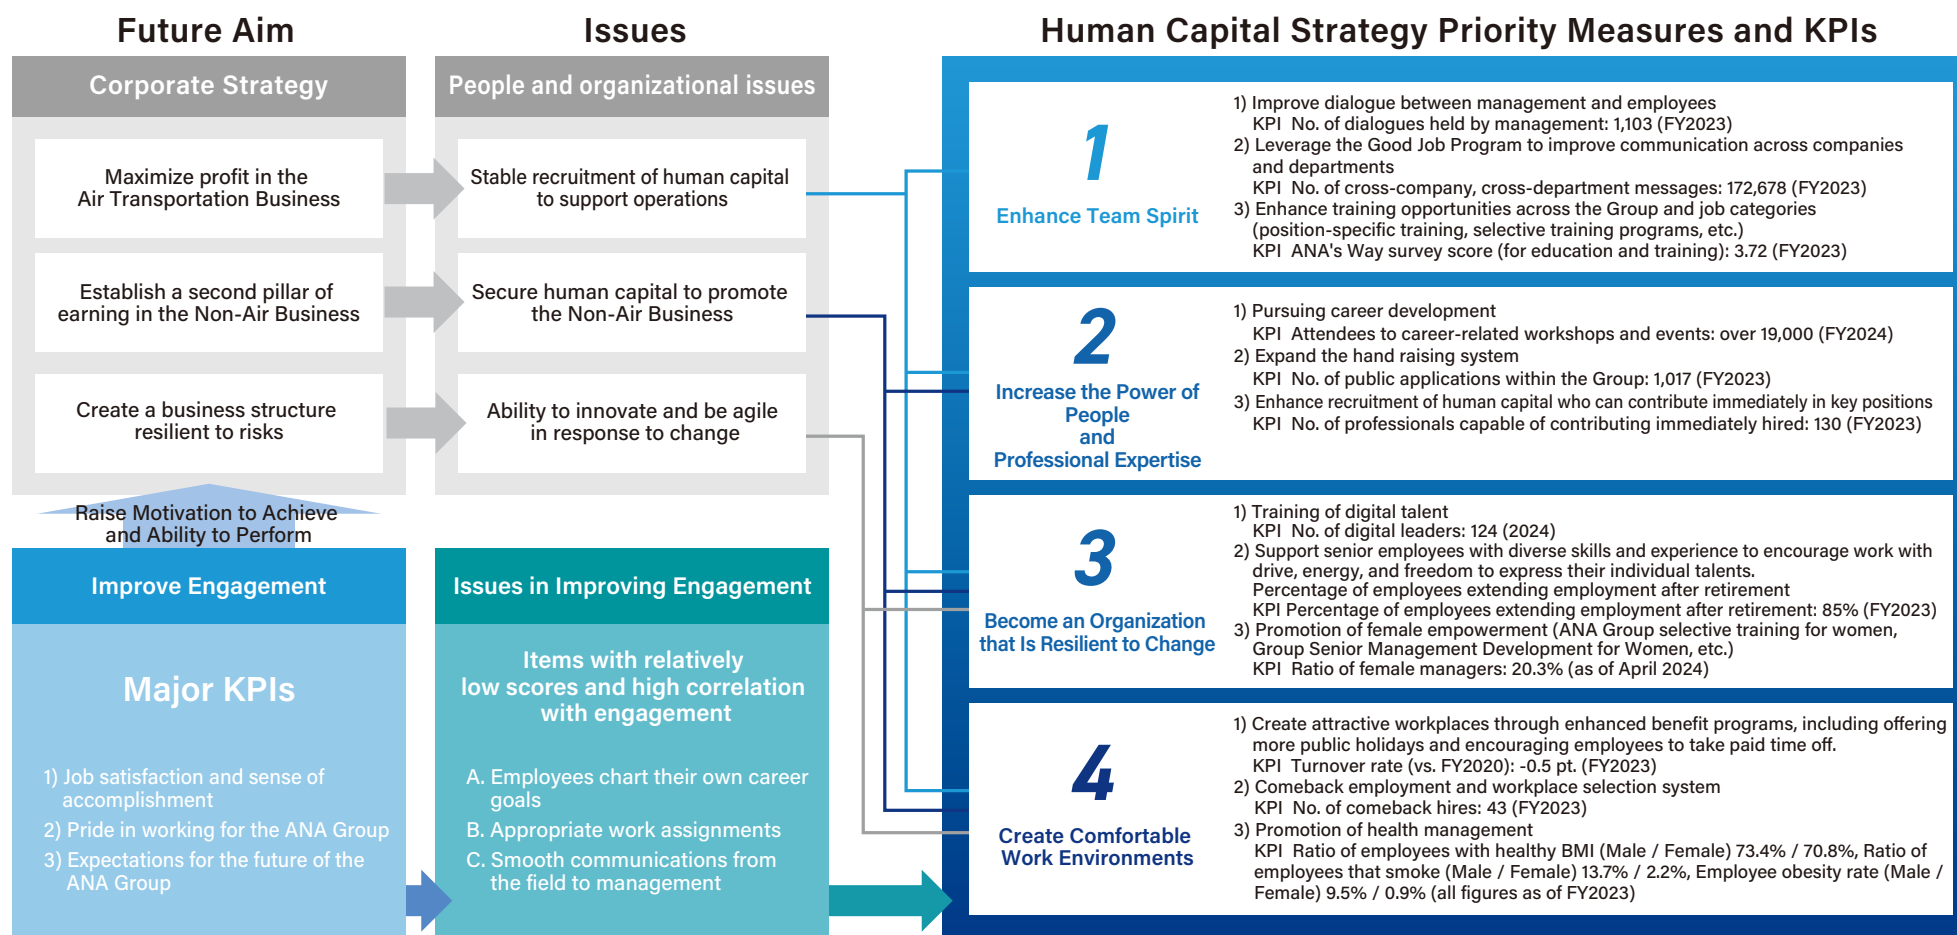 Future Aim
Corporate Strategy
Maximize profit in the
Air Transportation Business
Establish a second pillar of
earning in the Non-Air Business
Create a business structure
resilient to risks
Raise Motivation to Achieve
and Ability to Perform
Improve Engagement
Major KPIs
1) Job satisfaction and sense of
accomplishment
2) Pride in working for the ANA Group
3) Expectations for the future of the
ANA Group
Issues
People and organizational issues
Stable recruitment of human capital
to support operations
Secure human capital to promote
the Non-Air Business
Ability to innovate and be agile
in response to change
Issues in Improving Engagement
Items with relatively
low scores and high correlation
with engagement
A. Employees chart their own career
goals
B. Appropriate work assignments
C. Smooth communications from
the field to management
Human Capital Strategy Priority Measures and KPIs
1
Enhance Team Spirit
1) Improve dialogue between management and employees
KPI No. of dialogues held by management: 1,103 (FY2023)
2) Leverage the Good Job Program to improve communication across companies
and departments
KPI No. of cross-company, cross-department messages: 172,678 (FY2023)
3) Enhance training opportunities across the Group and job categories
(position-specific training, selective training programs, etc.)
KPI ANA's Way survey score (for education and training): 3.72 (FY2023)
2
Increase the Power of
People
and
Professional Expertise
1) Pursuing career development
KPI Attendees to career-related workshops and events: over 19,000 (FY2024)
2) Expand the hand raising system
KPI No. of public applications within the Group: 1,017 (FY2023)
3) Enhance recruitment of human capital who can contribute immediately in key positions
KPI No. of professionals capable of contributing immediately hired: 130 (FY2023)
3
Become an Organization
that Is Resilient to Change
1) Training of digital talent
KPI No. of digital leaders: 124 (2024)
2) Support senior employees with diverse skills and experience to encourage work with
drive, energy, and freedom to express their individual talents.
Percentage of employees extending employment after retirement
KPI Percentage of employees extending employment after retirement: 85% (FY2023)
3) Promotion of female empowerment (ANA Group selective training for women,
Group Senior Management Development for Women, etc.)
KPI Ratio of female managers: 20.3% (as of April 2024)
4
Create Comfortable
Work Environments
1) Create attractive workplaces through enhanced benefit programs, including offering
more public holidays and encouraging employees to take paid time off.
KPI Turnover rate (vs. FY2020): -0.5 pt. (FY2023)
2) Comeback employment and workplace selection system
KPI No. of comeback hires: 43 (FY2023)
3) Promotion of health management
KPI Ratio of employees with healthy BMI (Male / Female) 73.4% / 70.8%, Ratio of
employees that smoke (Male / Female) 13.7% / 2.2%, Employee obesity rate (Male /
Female) 9.5% / 0.9% (all figures as of FY2023)